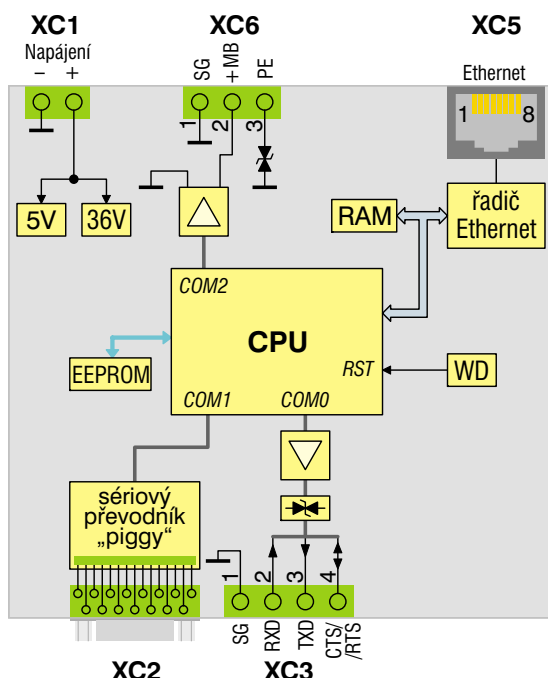 XC1
XC6
XC5
Napájení
– +
SG
+MB
PE
Ethernet
1
2
3
1 8
5V
36V
RAM
řadič
Ethernet
COM2
CPU
EEPROM
RST
WD
COM1
COM0
sériový
převodník
„piggy“
1
2
3
4
SG
RXD
TXD
CTS/
/RTS
XC2
XC3